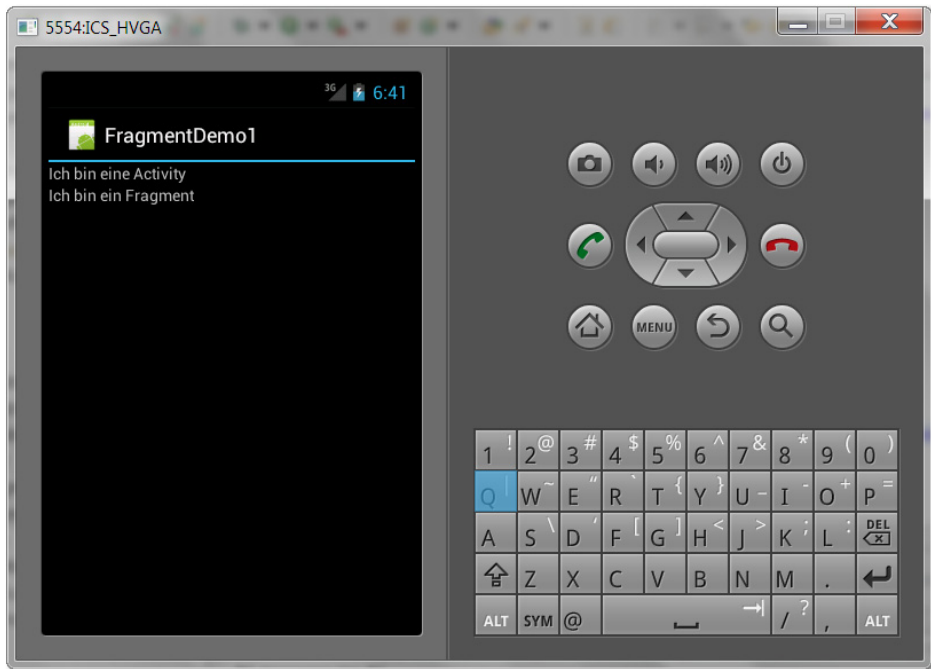 5554:ICS_HVGA
3G 6:41
FragmentDemo1
Ich bin eine Activity
Ich bin ein Fragment
MENU
1 ! 2 @ 3 # 4 $ 5 % 6 ^ 7 & 8 * 9 ( 0 )
Q | W ~ E “ R ` T { Y } U _ I - O + P =
A S \ D ' F [ G ] H < J > K ; L : DEL
Z X C V B N M .
ALT SYM @ / ? , ALT